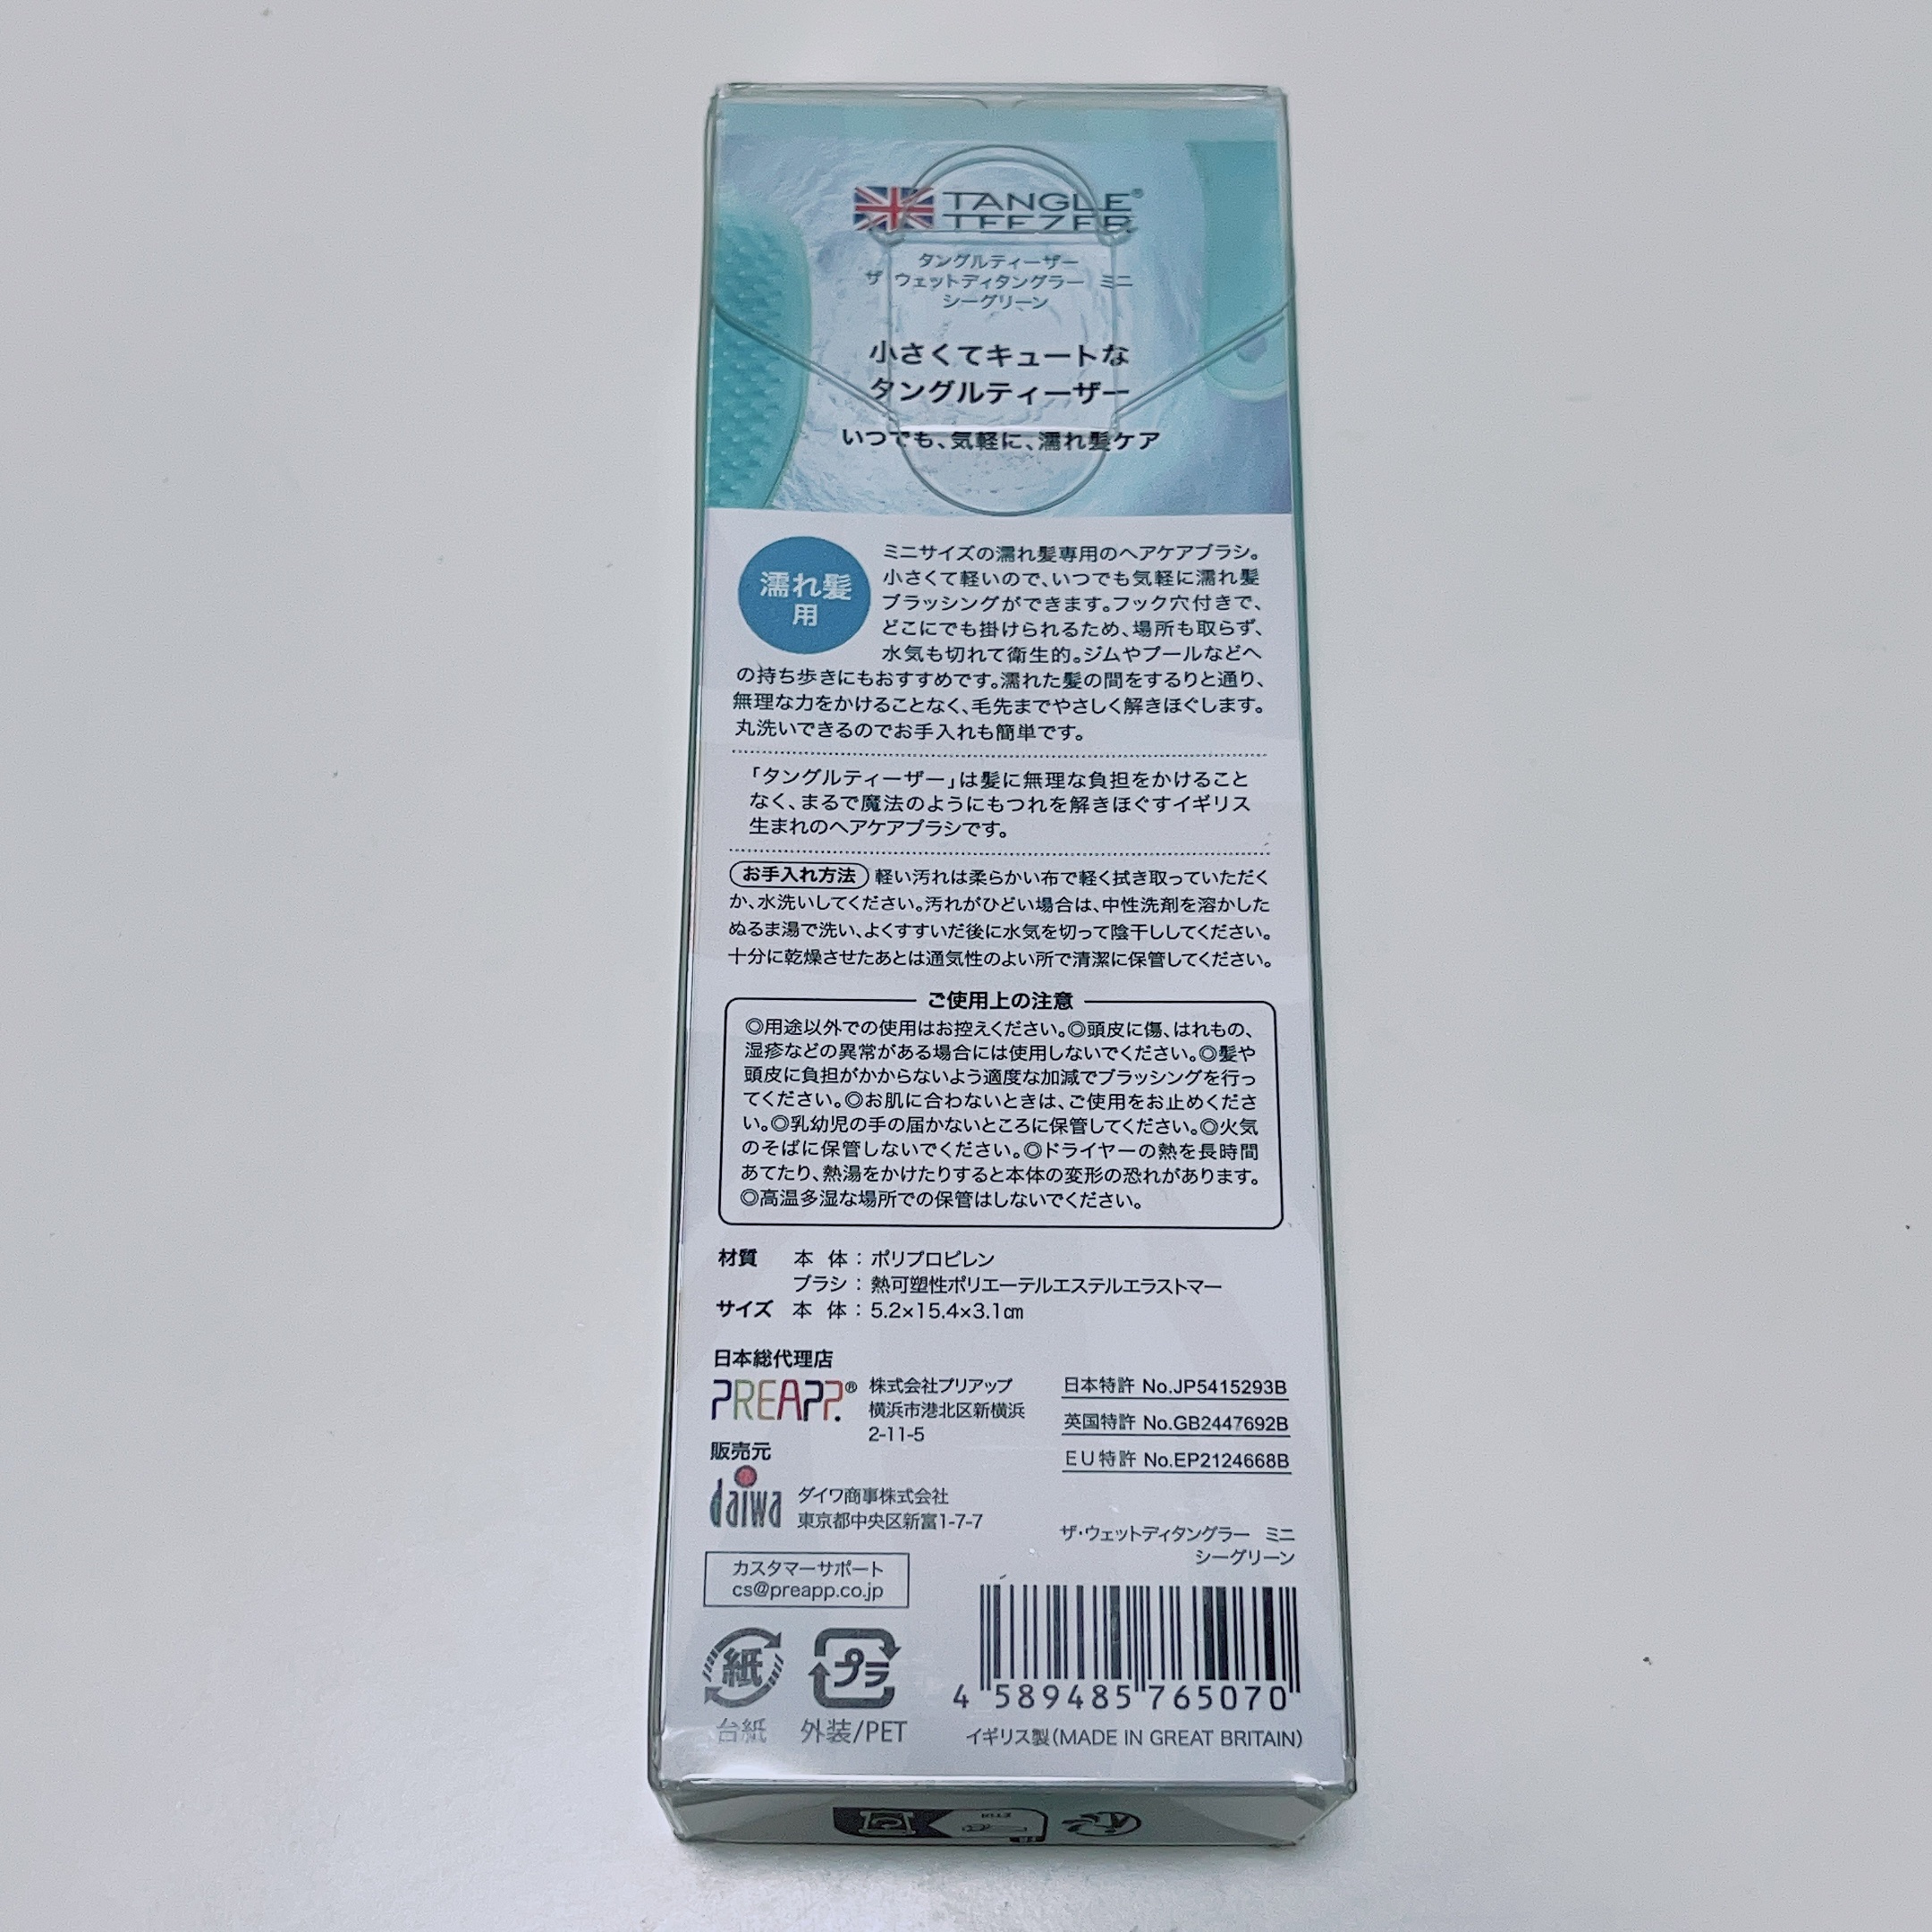 TANGLE®
TEEZER
タングルティーザー
ザ ウェットディタングラー ミニ
シーグリーン
小さくてキュートな
タングルティーザー
いつでも、気軽に、濡れ髪ケア
濡れ髪
用
ミニサイズの濡れ髪専用のヘアケアブラシ。
小さくて軽いので、いつでも気軽に濡れ髪
ブラッシングができます。フック穴付きで、
どこにでも掛けられるため、場所も取らず、
水気も切れて衛生的。ジムやプールなどへ
の持ち歩きにもおすすめです。濡れた髪の間をするりと通り、
無理な力をかけることなく、毛先までやさしく解きほぐします。
丸洗いできるのでお手入れも簡単です。
「タングルティーザー」は髪に無理な負担をかけること
なく、まるで魔法のようにもつれを解きほぐすイギリス
生まれのヘアケアブラシです。
お手入れ方法 軽い汚れは柔らかい布で軽く拭き取っていただく
か、水洗いしてください。汚れがひどい場合は、中性洗剤を溶かした
ぬるま湯で洗い、よくすすいだ後に水気を切って陰干ししてください。
十分に乾燥させたあとは通気性のよい所で清潔に保管してください。
ご使用上の注意
◎用途以外での使用はお控えください。◎頭皮に傷、はれもの、
湿疹などの異常がある場合には使用しないでください。◎髪や
頭皮に負担がかからないよう適度な加減でブラッシングを行っ
てください。◎お肌に合わないときは、ご使用をお止めくださ
い。◎乳幼児の手の届かないところに保管してください。◎火気
のそばに保管しないでください。◎ドライヤーの熱を長時間
あてたり、熱湯をかけたりすると本体の変形の恐れがあります。
◎高温多湿な場所での保管はしないでください。
材質 本 体：ポリプロピレン
ブラシ：熱可塑性ポリエーテルエステルエラストマー
サイズ 本 体：5.2×15.4×3.1㎝
日本総代理店
PREAPP.®
株式会社プリアップ
横浜市港北区新横浜
2-11-5
日本特許 No.JP5415293B
英国特許 No.GB2447692B
EU特許 No.EP2124668B
販売元
daiwa
ダイワ商事株式会社
東京都中央区新富1-7-7
カスタマーサポート
cs@preapp.co.jp
ザ・ウェットディタングラー ミニ
シーグリーン
紙
台紙
プラ
外装/PET
4 589485 765070
イギリス製(MADE IN GREAT BRITAIN)